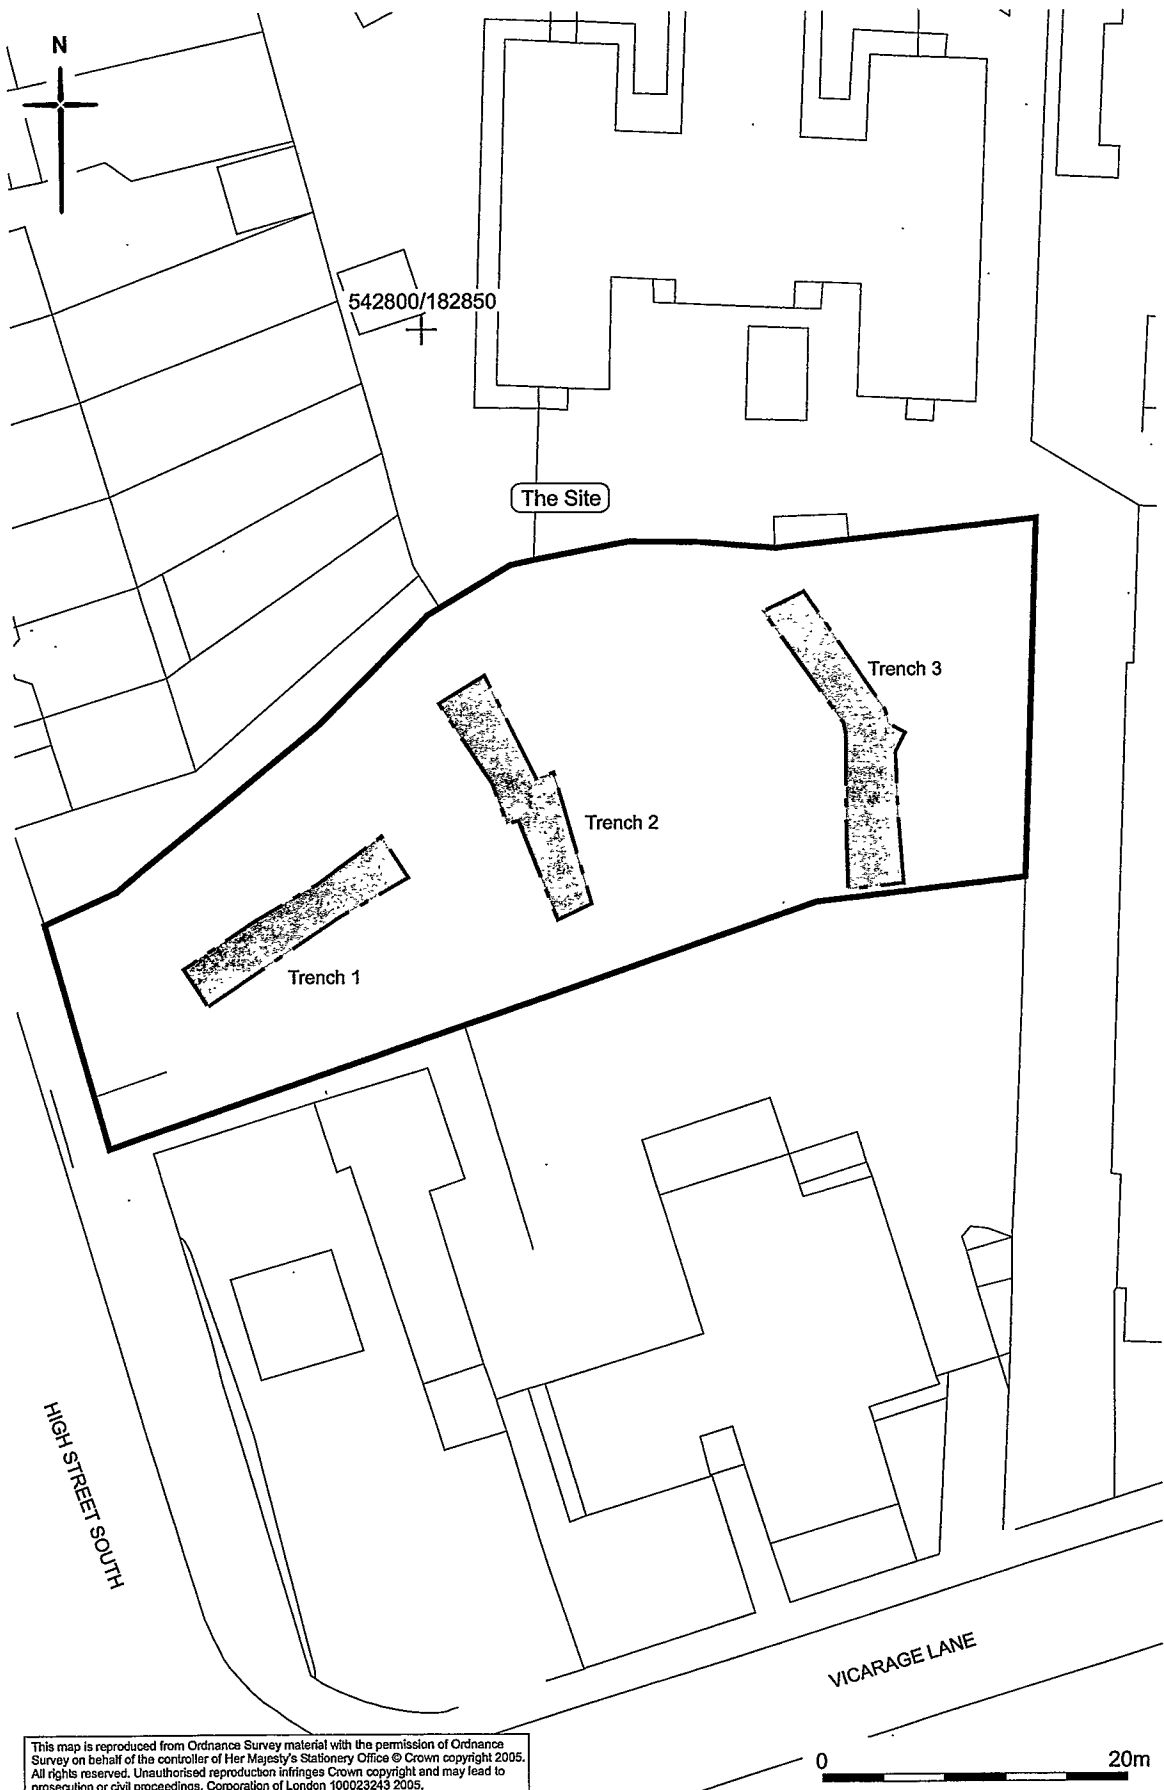 N
542800/182850
The Site
Trench 3
Trench 2
Trench 1
HIGH STREET SOUTH
VICARAGE LANE
This map is reproduced from Ordnance Survey material with the permission of Ordnance
Survey on behalf of the controller of Her Majesty's Stationery Office © Crown copyright 2005.
All rights reserved. Unauthorised reproduction infringes Crown copyright and may lead to
prosecution or civil proceedings. Corporation of London 100023243 2005.
0 20m